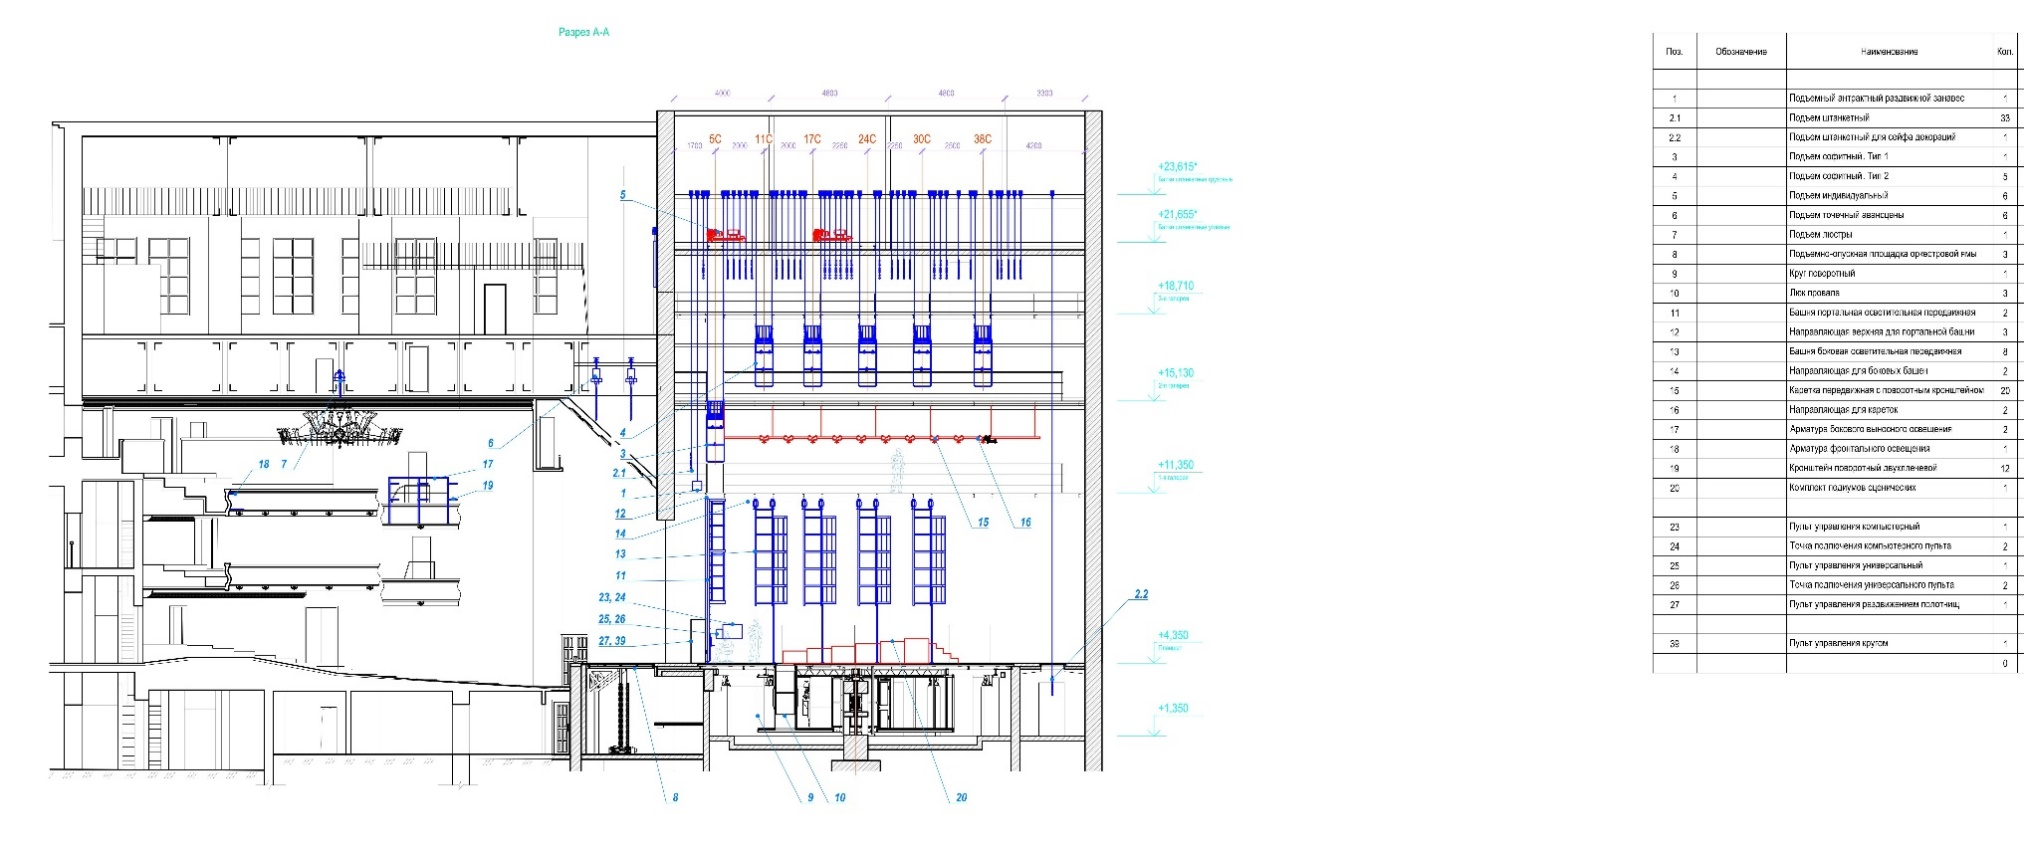 Разрез А-А
4000 4800 4800 3300
5С 11С 17С 24С 30С 38С
1700 2000 2000 2250 2250 2500 4200
+23,615*
+21,655*
+18,710
3-я галерея
+15,130
2-я галерея
+11,350
1-я галерея
+4,350
Планшет
+1,350
5
4
3
2.1
1
12
14
13
11
23, 24
25, 26
27, 39
6
7
18
17
19
15
16
2.2
8
9
10
20
Поз. Обозначение Наименование Кол.
1 Подъемный антрактный раздвижной занавес 1
2.1 Подъем штанкетный 33
2.2 Подъем штанкетный для сейфа декораций 1
3 Подъем софитный. Тип 1 1
4 Подъем софитный. Тип 2 5
5 Подъем индивидуальный 6
6 Подъем точечный авансцены 6
7 Подъем люстры 1
8 Подъемно-опускная площадка оркестровой ямы 3
9 Круг поворотный 1
10 Люк провала 3
11 Башня портальная осветительная передвижная 2
12 Направляющая верхняя для портальной башни 3
13 Башня боковая осветительная передвижная 8
14 Направляющая для боковых башен 2
15 Каретка передвижная с поворотным кронштейном 20
16 Направляющая для кареток 2
17 Арматура бокового выносного освещения 2
18 Арматура фронтального освещения 1
19 Кронштейн поворотный двухплечевой 12
20 Комплект подиумов сценических 1
23 Пульт управления компьютерный 1
24 Точка подлючения компьютерного пульта 2
25 Пульт управления универсальный 1
26 Точка подлючения универсального пульта 2
27 Пульт управления раздвижением полотнищ 1
39 Пульт управления кругом 1
0